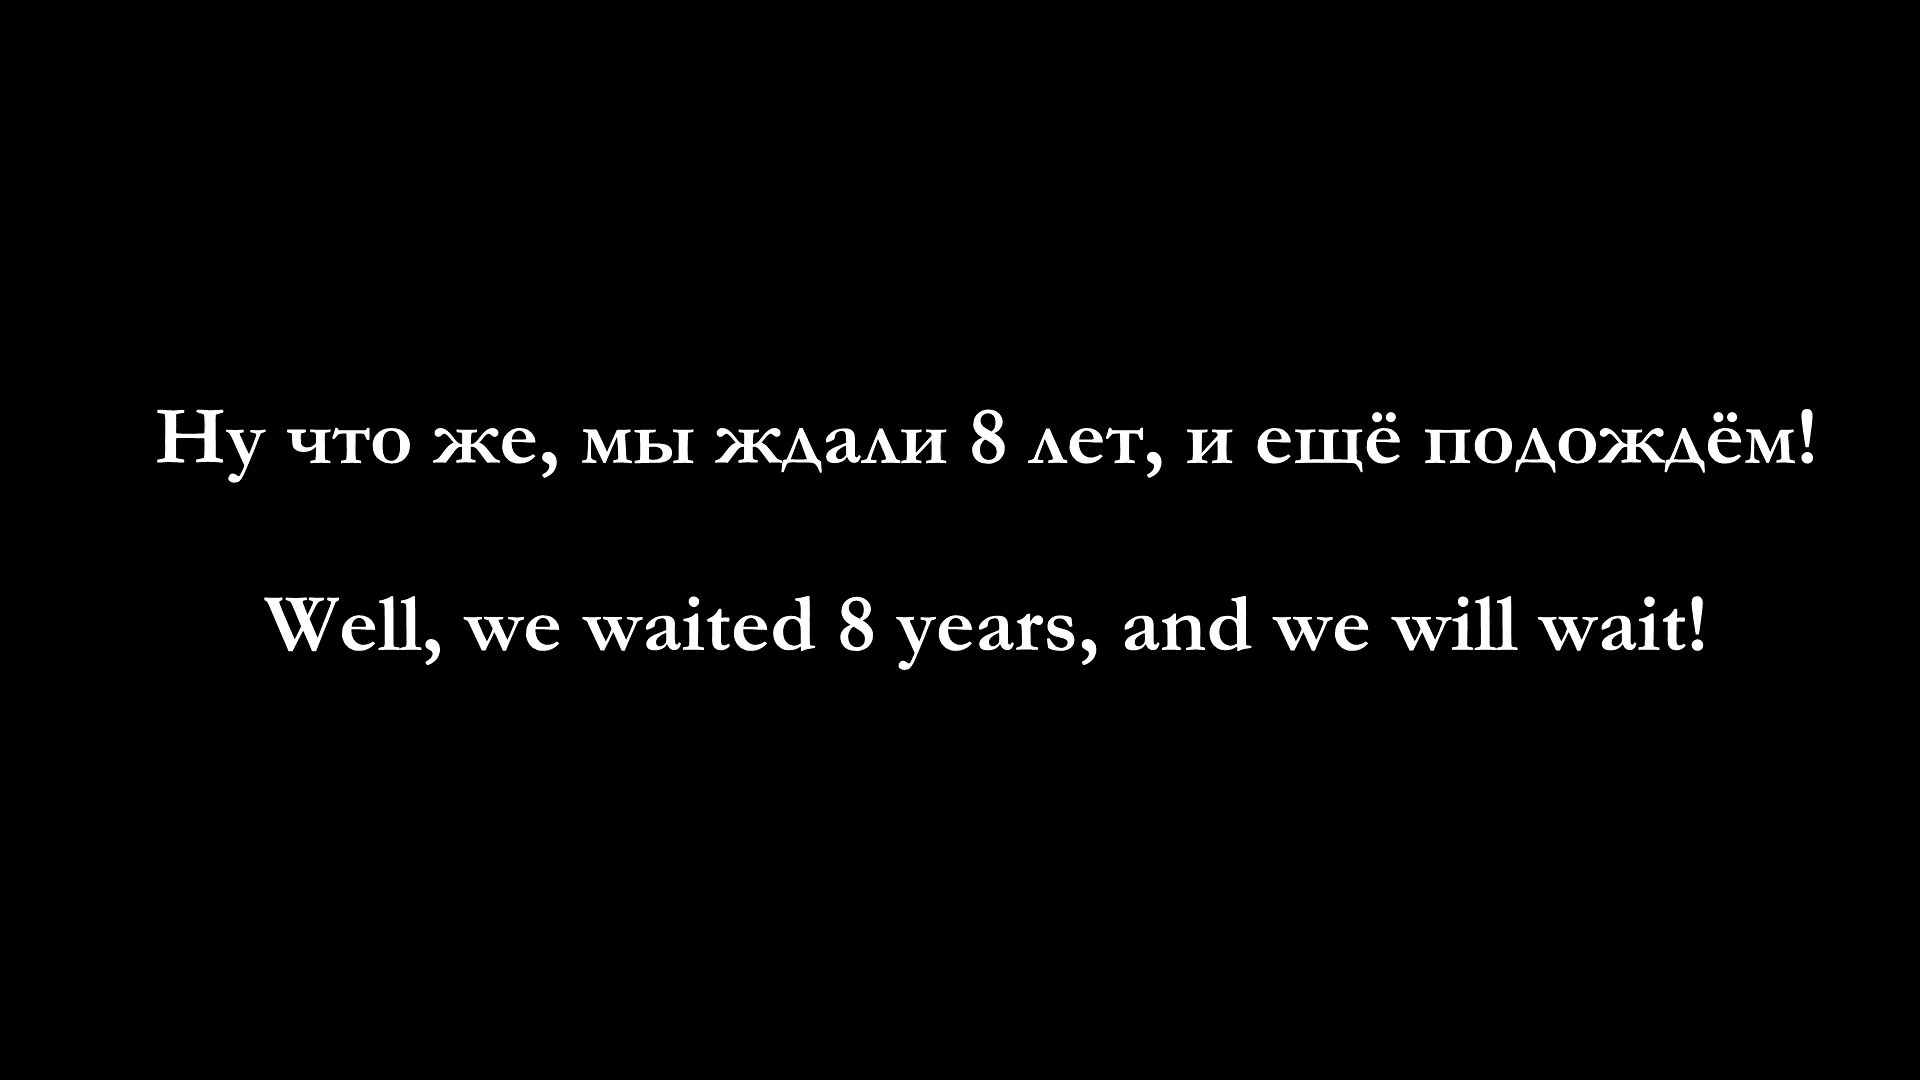 Ну что же, мы ждали 8 лет, и ещё подождём!
Well, we waited 8 years, and we will wait!